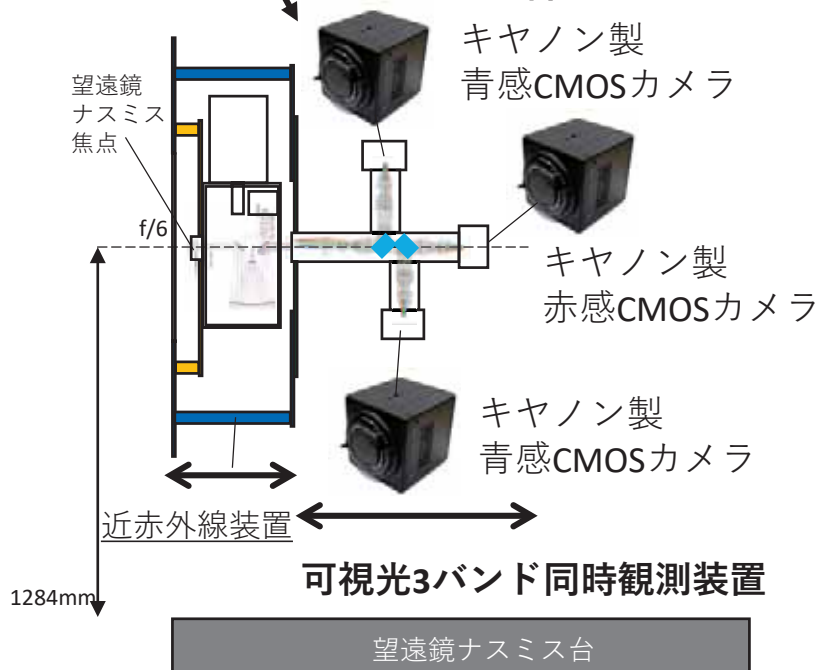 キヤノン製
青感CMOSカメラ
望遠鏡
ナスミス
焦点
f/6
キヤノン製
赤感CMOSカメラ
キヤノン製
青感CMOSカメラ
近赤外線装置
可視光3バンド同時観測装置
1284mm
望遠鏡ナスミス台